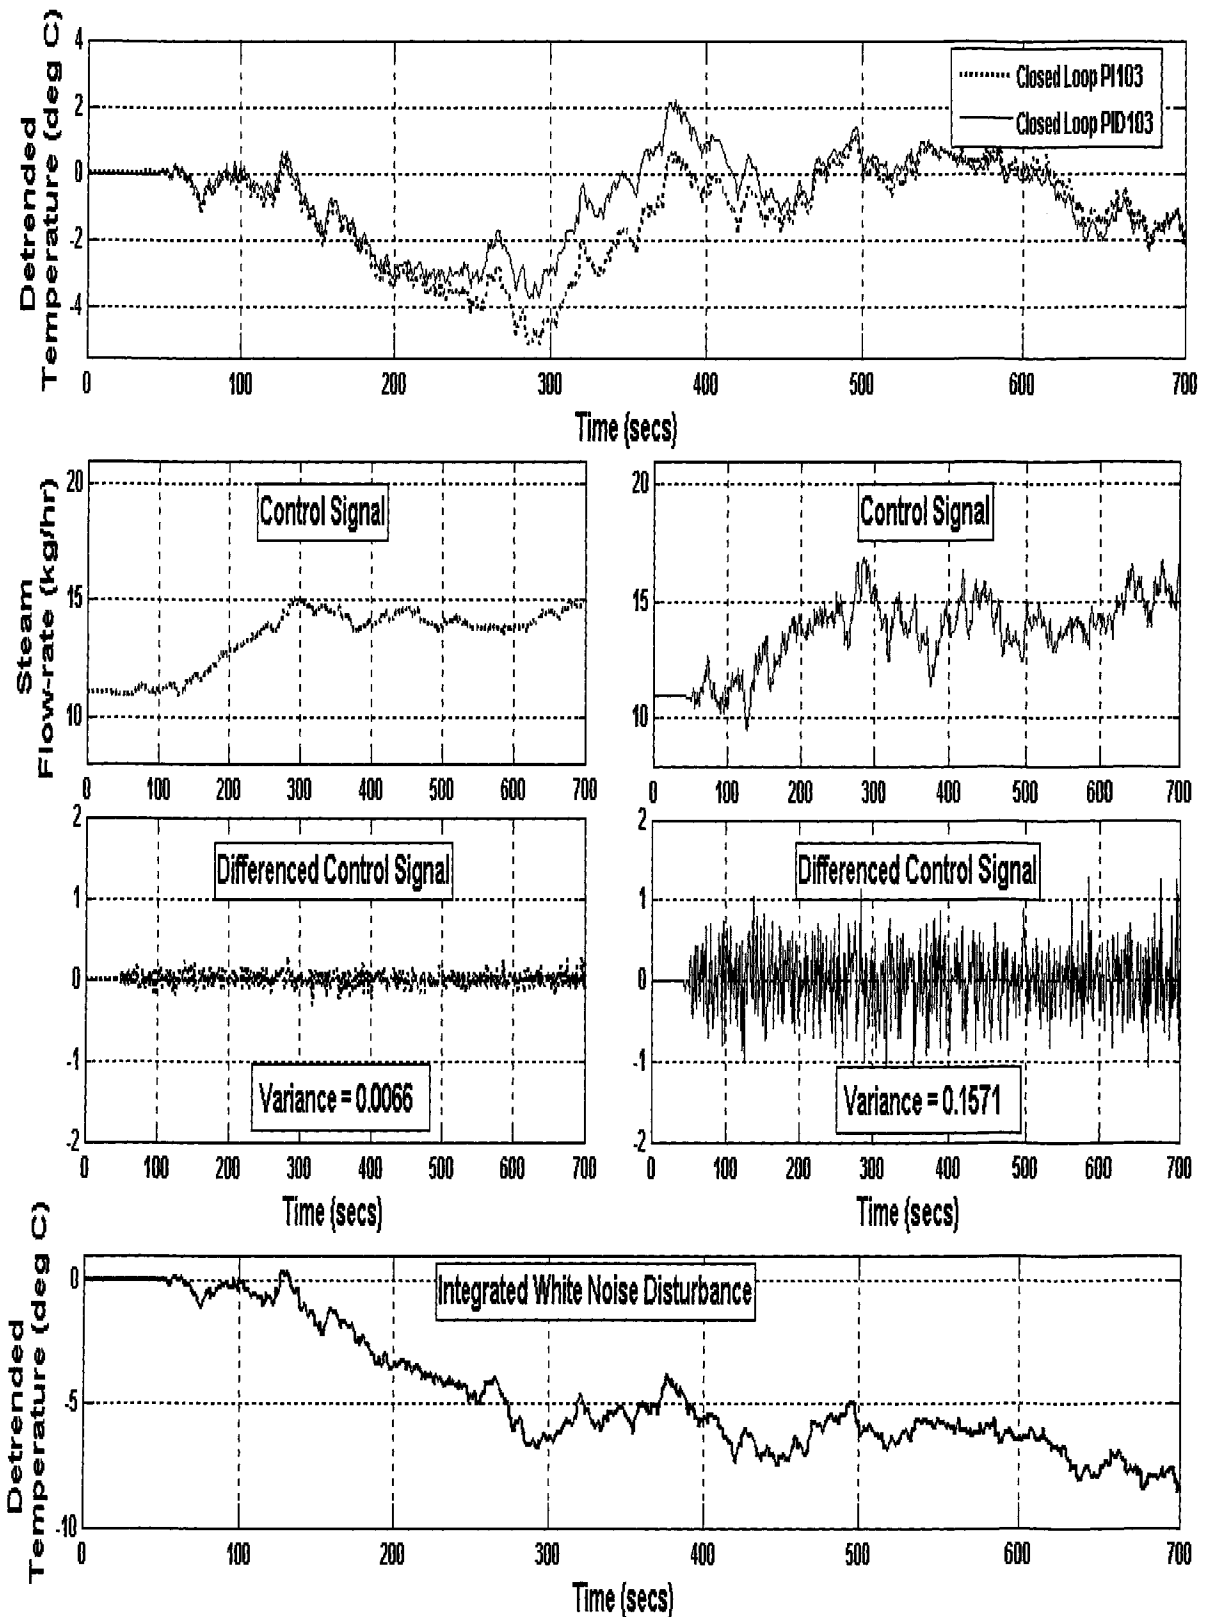 Detrended
Temperature (deg C)
4
2
0
-2
-4
Closed Loop PI103
Closed Loop PID103
0 100 200 300 400 500 600 700
Time (secs)
Steam
Flow-rate (kg/hr)
20
15
10
Control Signal
0 100 200 300 400 500 600 700
20
15
10
Control Signal
0 100 200 300 400 500 600 700
2
1
0
-1
-2
Differenced Control Signal
Variance = 0.0066
0 100 200 300 400 500 600 700
Time (secs)
2
1
0
-1
-2
Differenced Control Signal
Variance = 0.1571
0 100 200 300 400 500 600 700
Time (secs)
Detrended
Temperature (deg C)
0
-5
-10
Integrated White Noise Disturbance
0 100 200 300 400 500 600 700
Time (secs)